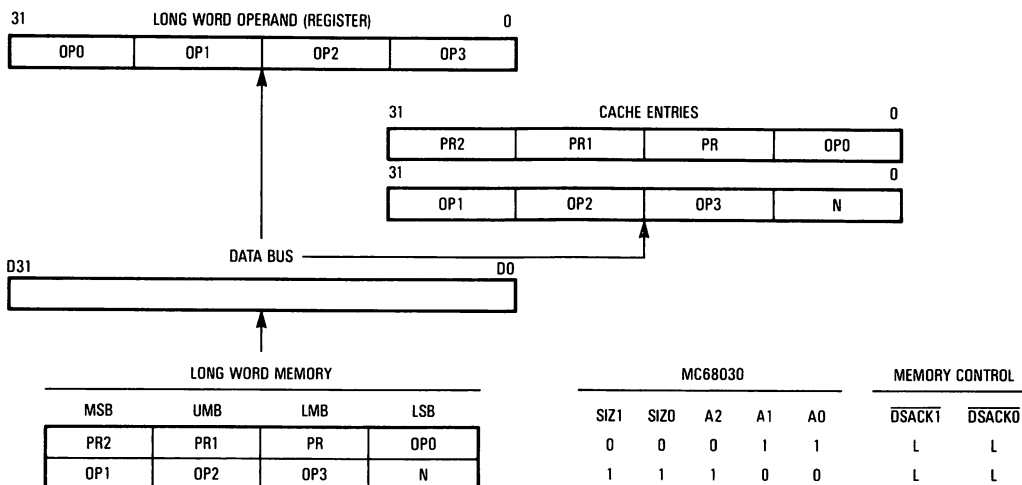 31 LONG WORD OPERAND (REGISTER) 0
OP0 OP1 OP2 OP3
31 CACHE ENTRIES 0
PR2 PR1 PR OP0
31 0
OP1 OP2 OP3 N
DATA BUS
D31 D0
LONG WORD MEMORY
MSB UMB LMB LSB
PR2 PR1 PR OP0
OP1 OP2 OP3 N
MC68030
SIZ1 SIZ0 A2 A1 A0
0 0 0 1 1
1 1 1 0 0
MEMORY CONTROL
DSACK1 DSACK0
L L
L L